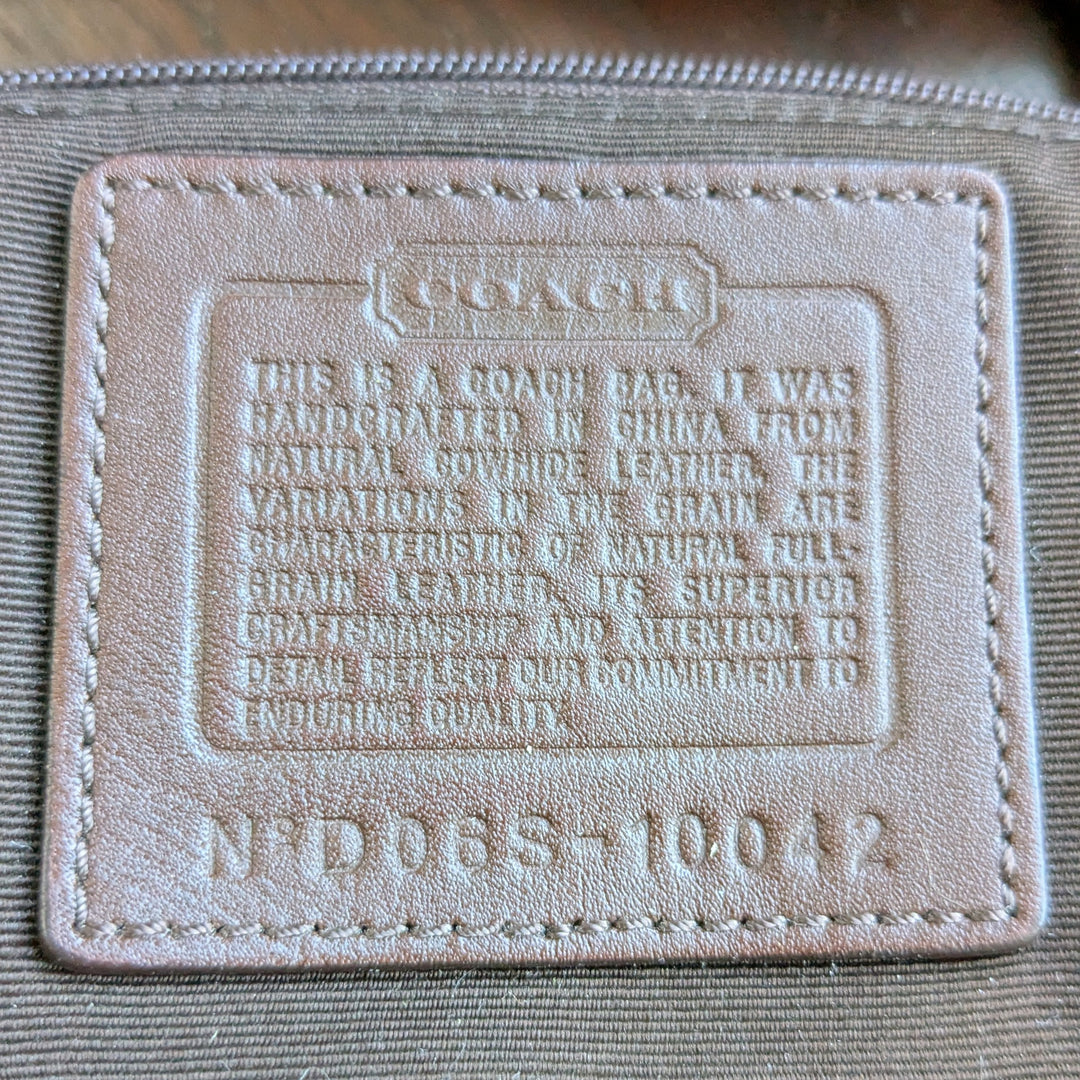 COACH
THIS IS A COACH BAG. IT WAS
HANDCRAFTED IN CHINA FROM
NATURAL COWHIDE LEATHER. THE
VARIATIONS IN THE GRAIN ARE
CHARACTERISTIC OF NATURAL FULL-
GRAIN LEATHER. ITS SUPERIOR
CRAFTSMANSHIP AND ATTENTION TO
DETAIL REFLECT OUR COMMITMENT TO
ENDURING QUALITY.
Nº D06S-10042